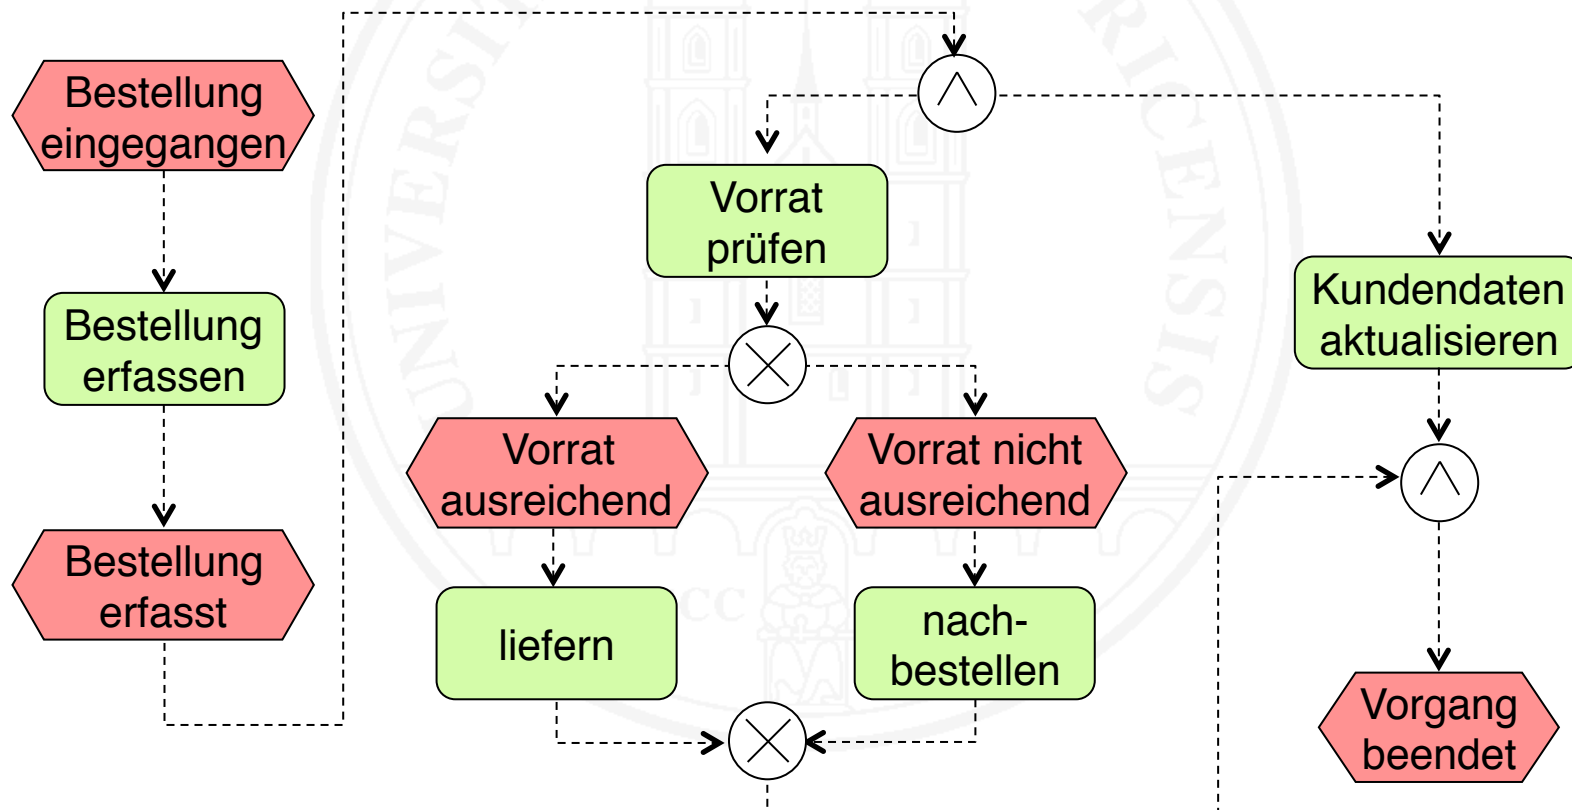 Bestellung
eingegangen
Bestellung
erfassen
Bestellung
erfasst
Vorrat
prüfen
Vorrat
ausreichend
Vorrat nicht
ausreichend
liefern
nach-
bestellen
Kundendaten
aktualisieren
Vorgang
beendet